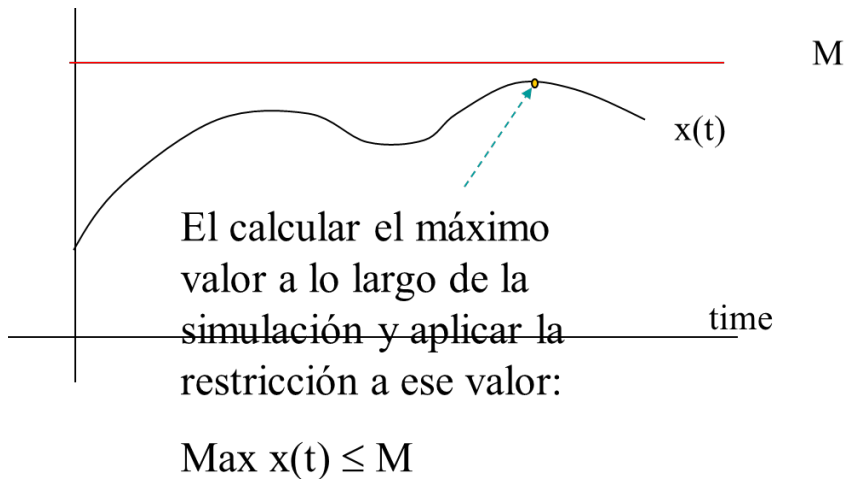 M
x(t)
El calcular el máximo
valor a lo largo de la
simulación y aplicar la
restricción a ese valor:
time
Max x(t) ≤ M